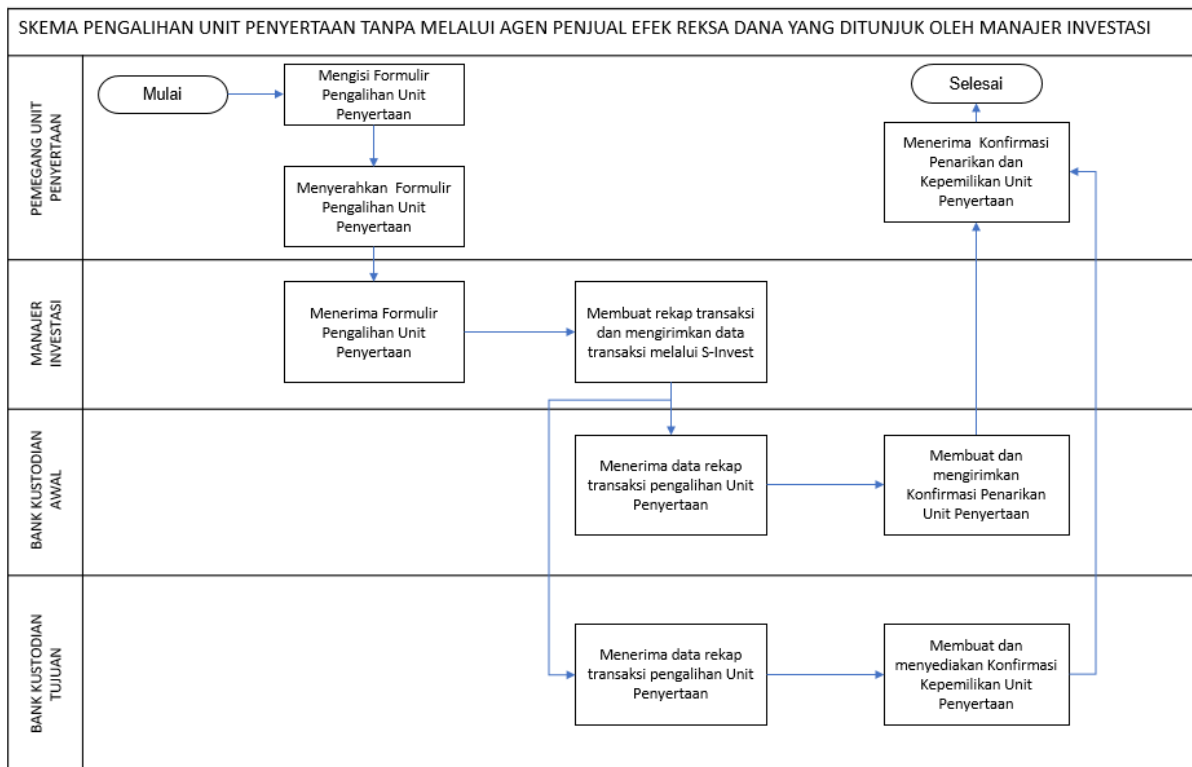 SKEMA PENGALIHAN UNIT PENYERTAAN TANPA MELALUI AGEN PENJUAL EFEK REKSA DANA YANG DITUNJUK OLEH MANAJER INVESTASI
PEMEGANG UNIT
PENYERTAAN
Mulai
Mengisi Formulir
Pengalihan Unit
Penyertaan
Menyerahkan Formulir
Pengalihan Unit
Penyertaan
Selesai
Menerima Konfirmasi
Penarikan dan
Kepemilikan Unit
Penyertaan
MANAJER
INVESTASI
Menerima Formulir
Pengalihan Unit
Penyertaan
Membuat rekap transaksi
dan mengirimkan data
transaksi melalui S-Invest
BANK KUSTODIAN
AWAL
Menerima data rekap
transaksi pengalihan Unit
Penyertaan
Membuat dan
mengirimkan
Konfirmasi Penarikan
Unit Penyertaan
BANK KUSTODIAN
TUJUAN
Menerima data rekap
transaksi pengalihan Unit
Penyertaan
Membuat dan
menyediakan Konfirmasi
Kepemilikan Unit
Penyertaan